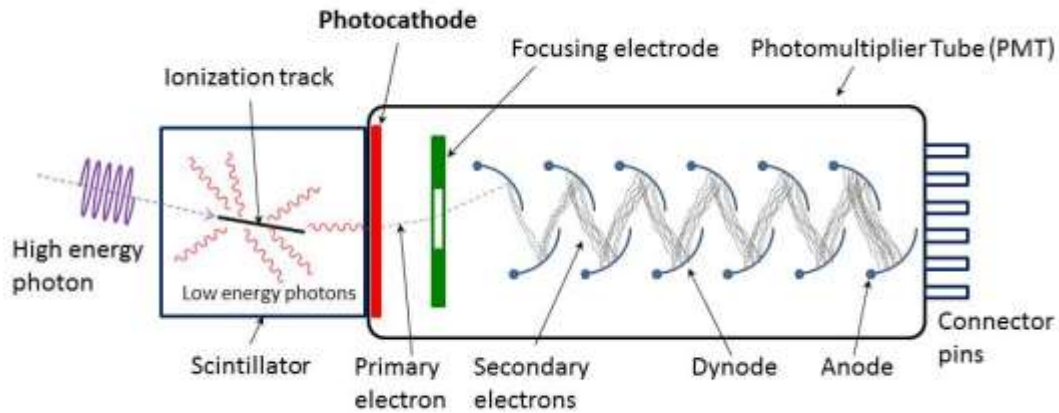 Photocathode
Focusing electrode
Photomultiplier Tube (PMT)
Ionization track
High energy
photon
Low energy photons
Scintillator
Primary
electron
Secondary
electrons
Dynode
Anode
Connector
pins